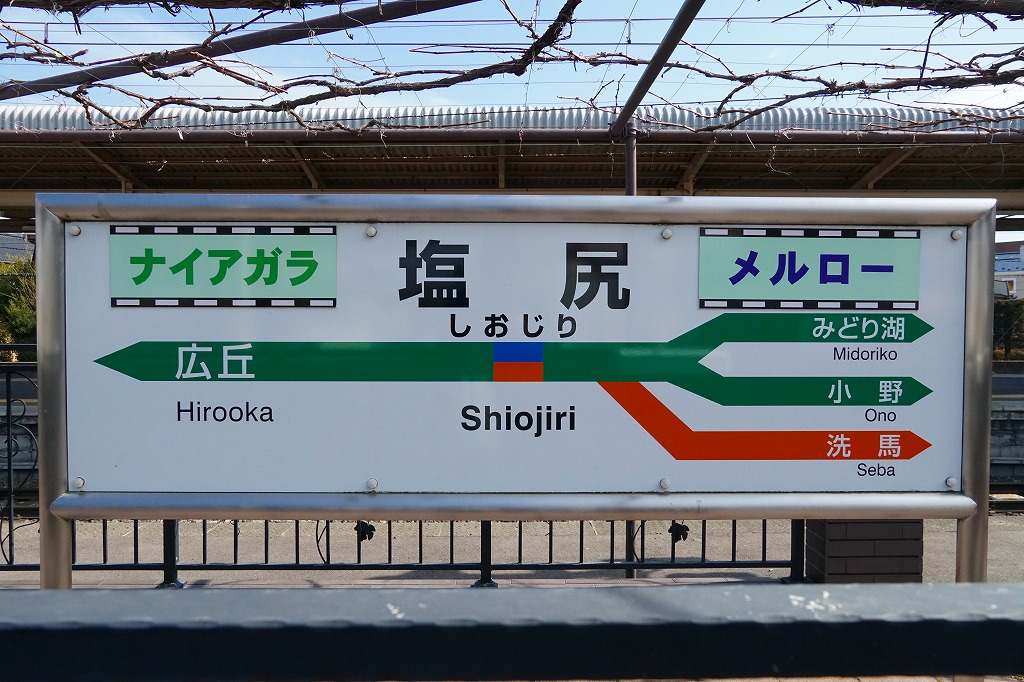 ナイアガラ
塩尻
メルロー
しおじり
広丘
Hirooka
Shiojiri
みどり湖
Midoriko
小野
Ono
洗馬
Seba